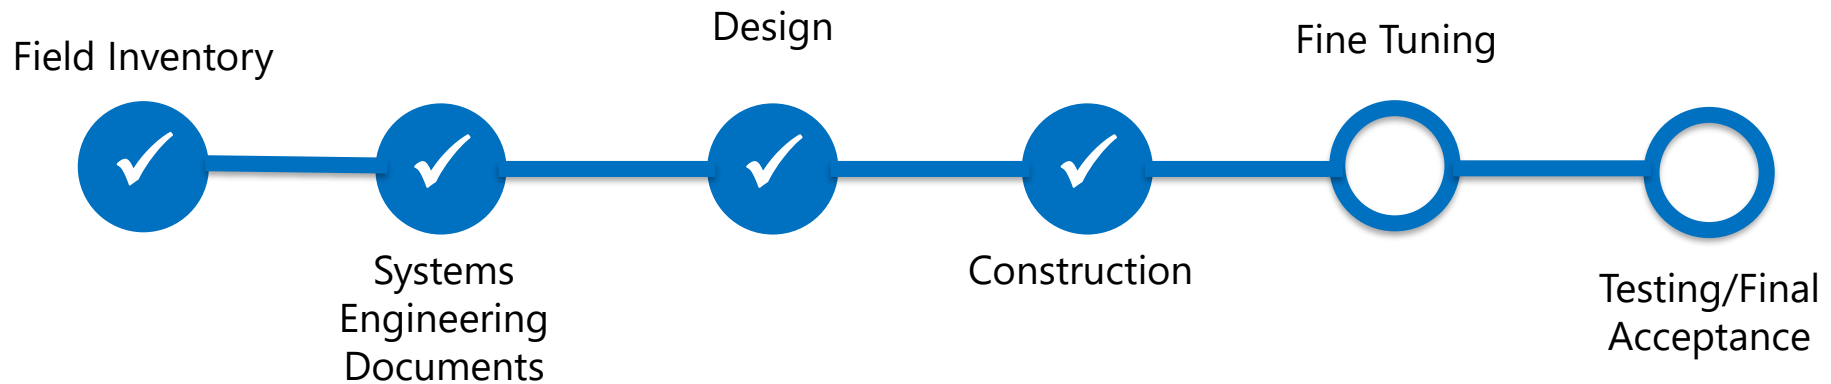 Field Inventory
Systems
Engineering
Documents
Design
Construction
Fine Tuning
Testing/Final
Acceptance